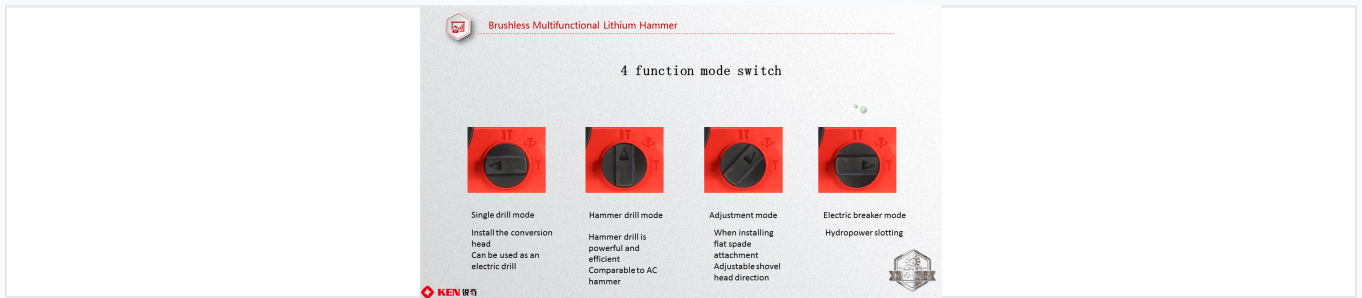 Brushless Multifunctional Lithium Hammer
4 function mode switch
Single drill mode
Install the conversion
head
Can be used as an
electric drill
Hammer drill mode
Hammer drill is
powerful and
efficient
Comparable to AC
hammer
Adjustment mode
When installing
flat spade
attachment
Adjustable shovel
head direction
Electric breaker mode
Hydropower slotting
KEN 锐奇